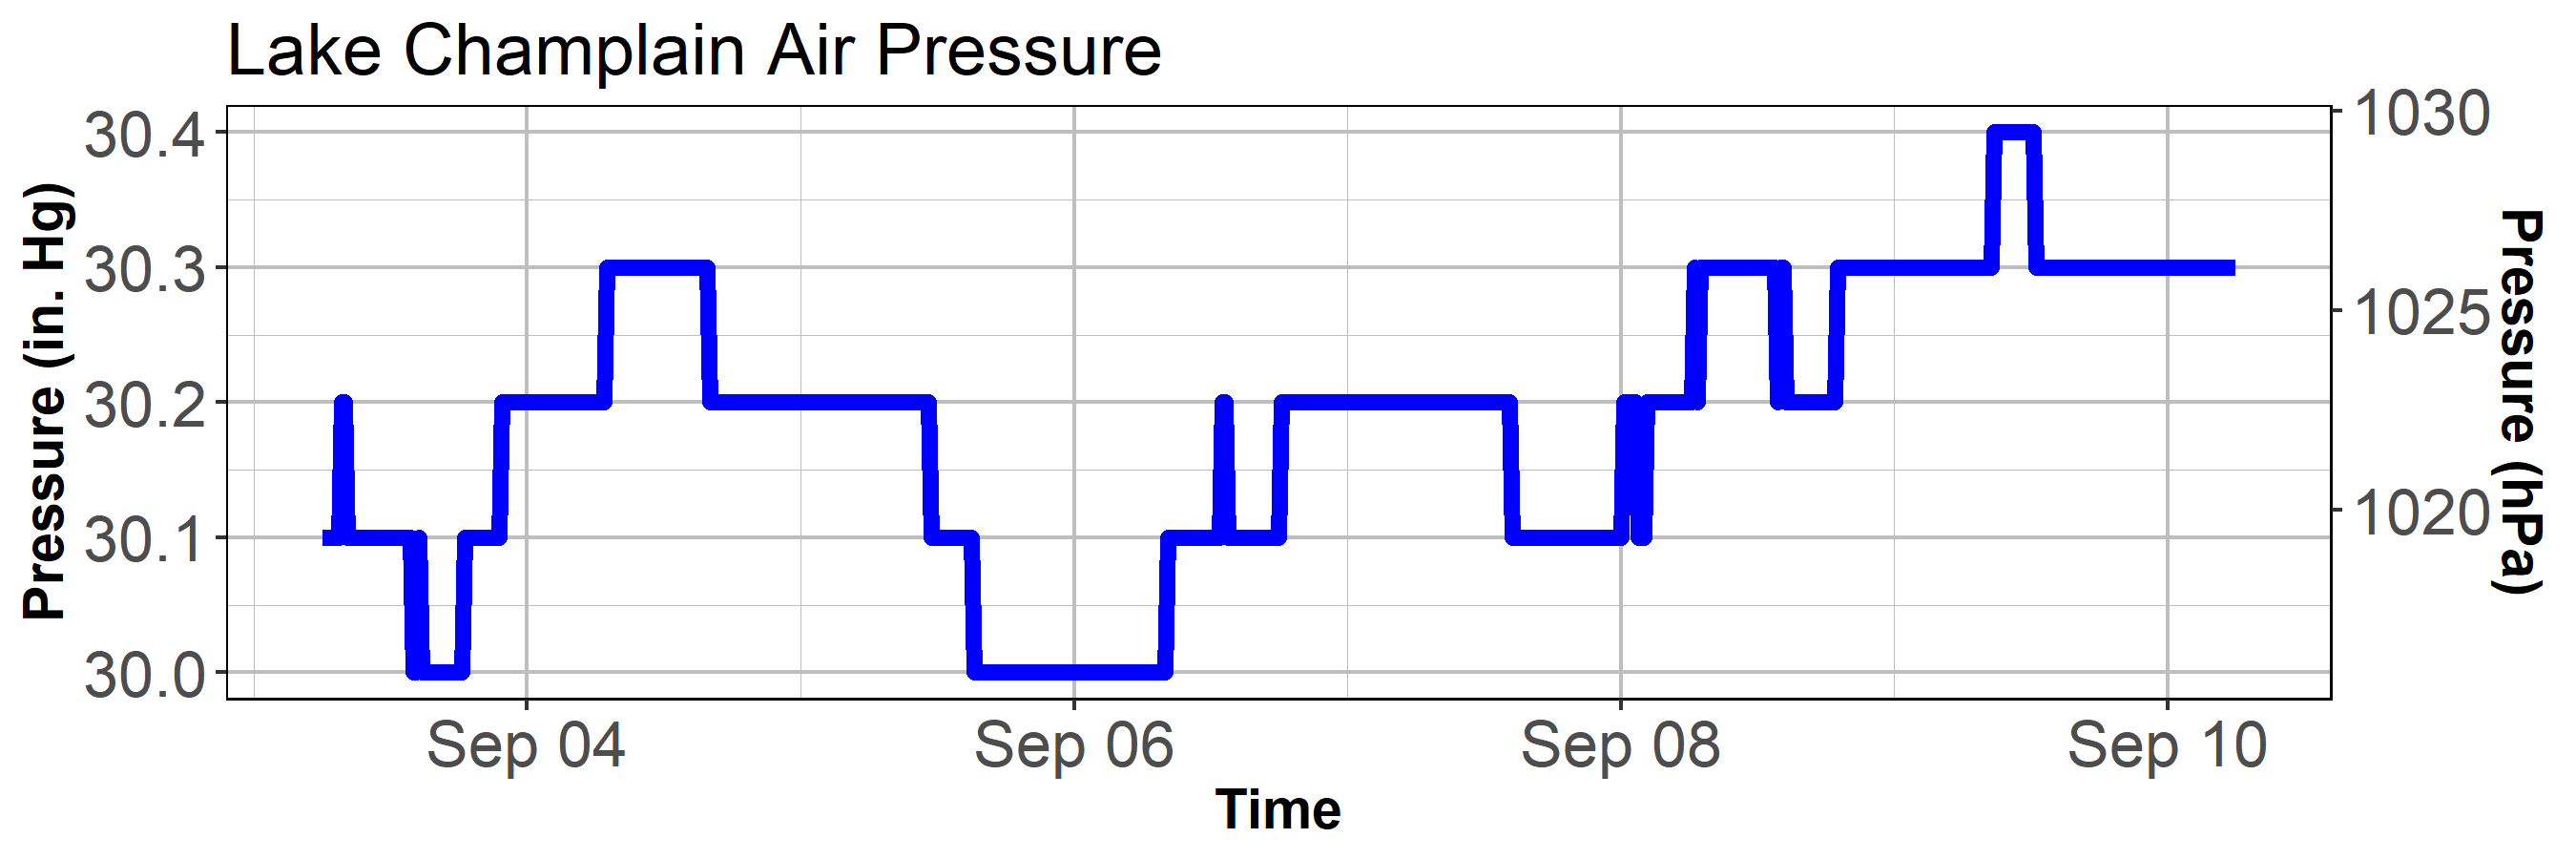 Lake Champlain Air Pressure
Pressure (in. Hg)
30.4
30.3
30.2
30.1
30.0
1030
1025
1020
Pressure (hPa)
Sep 04 Sep 06 Sep 08 Sep 10
Time